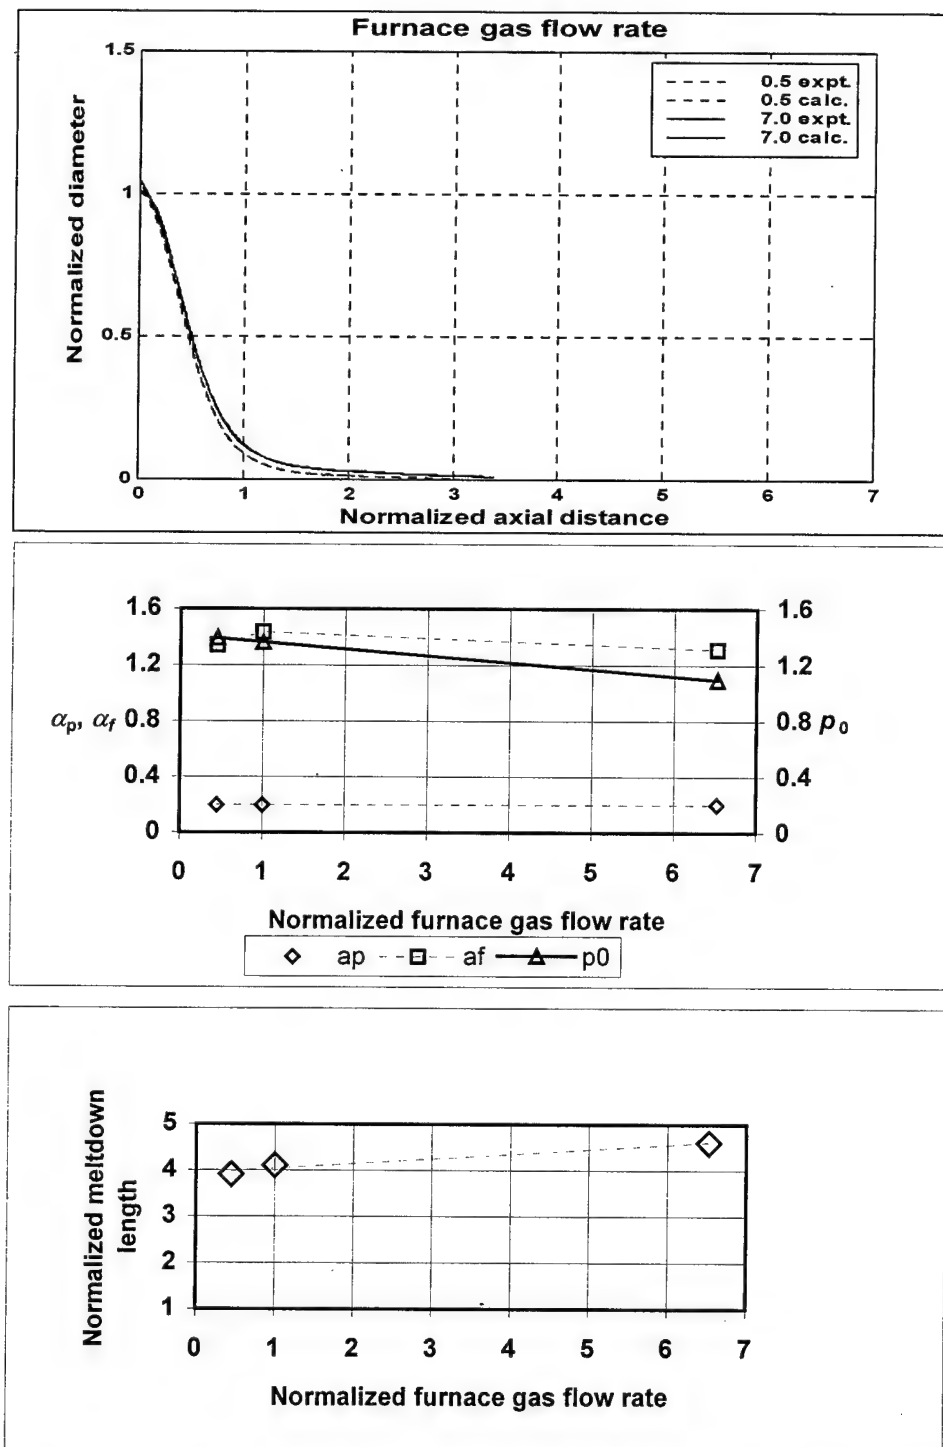 Furnace gas flow rate
1.5
1
0.5
0
Normalized diameter
0.5 expt.
0.5 calc.
7.0 expt.
7.0 calc.
0 1 2 3 4 5 6 7
Normalized axial distance
1.6 1.6
1.2 1.2
αp, αf 0.8 0.8 p0
0.4 0.4
0 0
0 1 2 3 4 5 6 7
Normalized furnace gas flow rate
ap af p0
Normalized meltdown
length
5
4
3
2
1
0 1 2 3 4 5 6 7
Normalized furnace gas flow rate